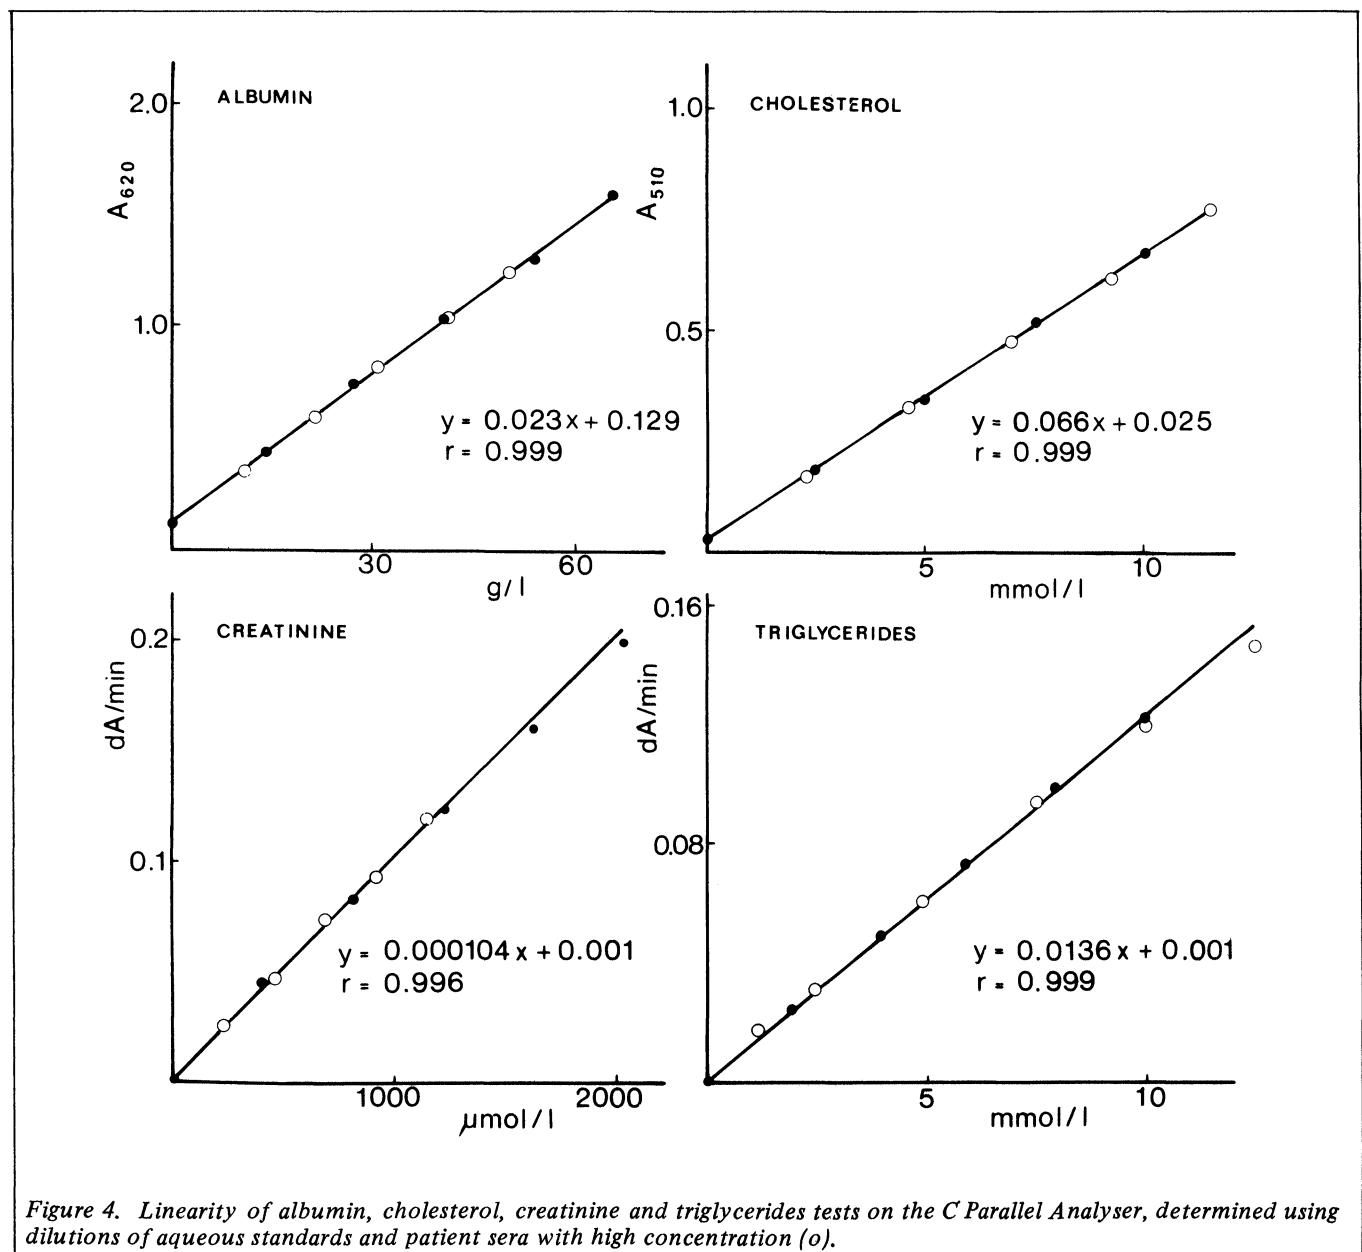 ALBUMIN
2.0
A620
1.0
y = 0.023x + 0.129
r = 0.999
30
60
g/l
CHOLESTEROL
1.0
A510
0.5
y = 0.066x + 0.025
r = 0.999
5
10
mmol/l
CREATININE
0.2
dA/min
0.1
y = 0.000104x + 0.001
r = 0.996
1000
2000
µmol/l
TRIGLYCERIDES
0.16
dA/min
0.08
y = 0.0136x + 0.001
r = 0.999
5
10
mmol/l
Figure 4. Linearity of albumin, cholesterol, creatinine and triglycerides tests on the C Parallel Analyser, determined using
dilutions of aqueous standards and patient sera with high concentration (o).